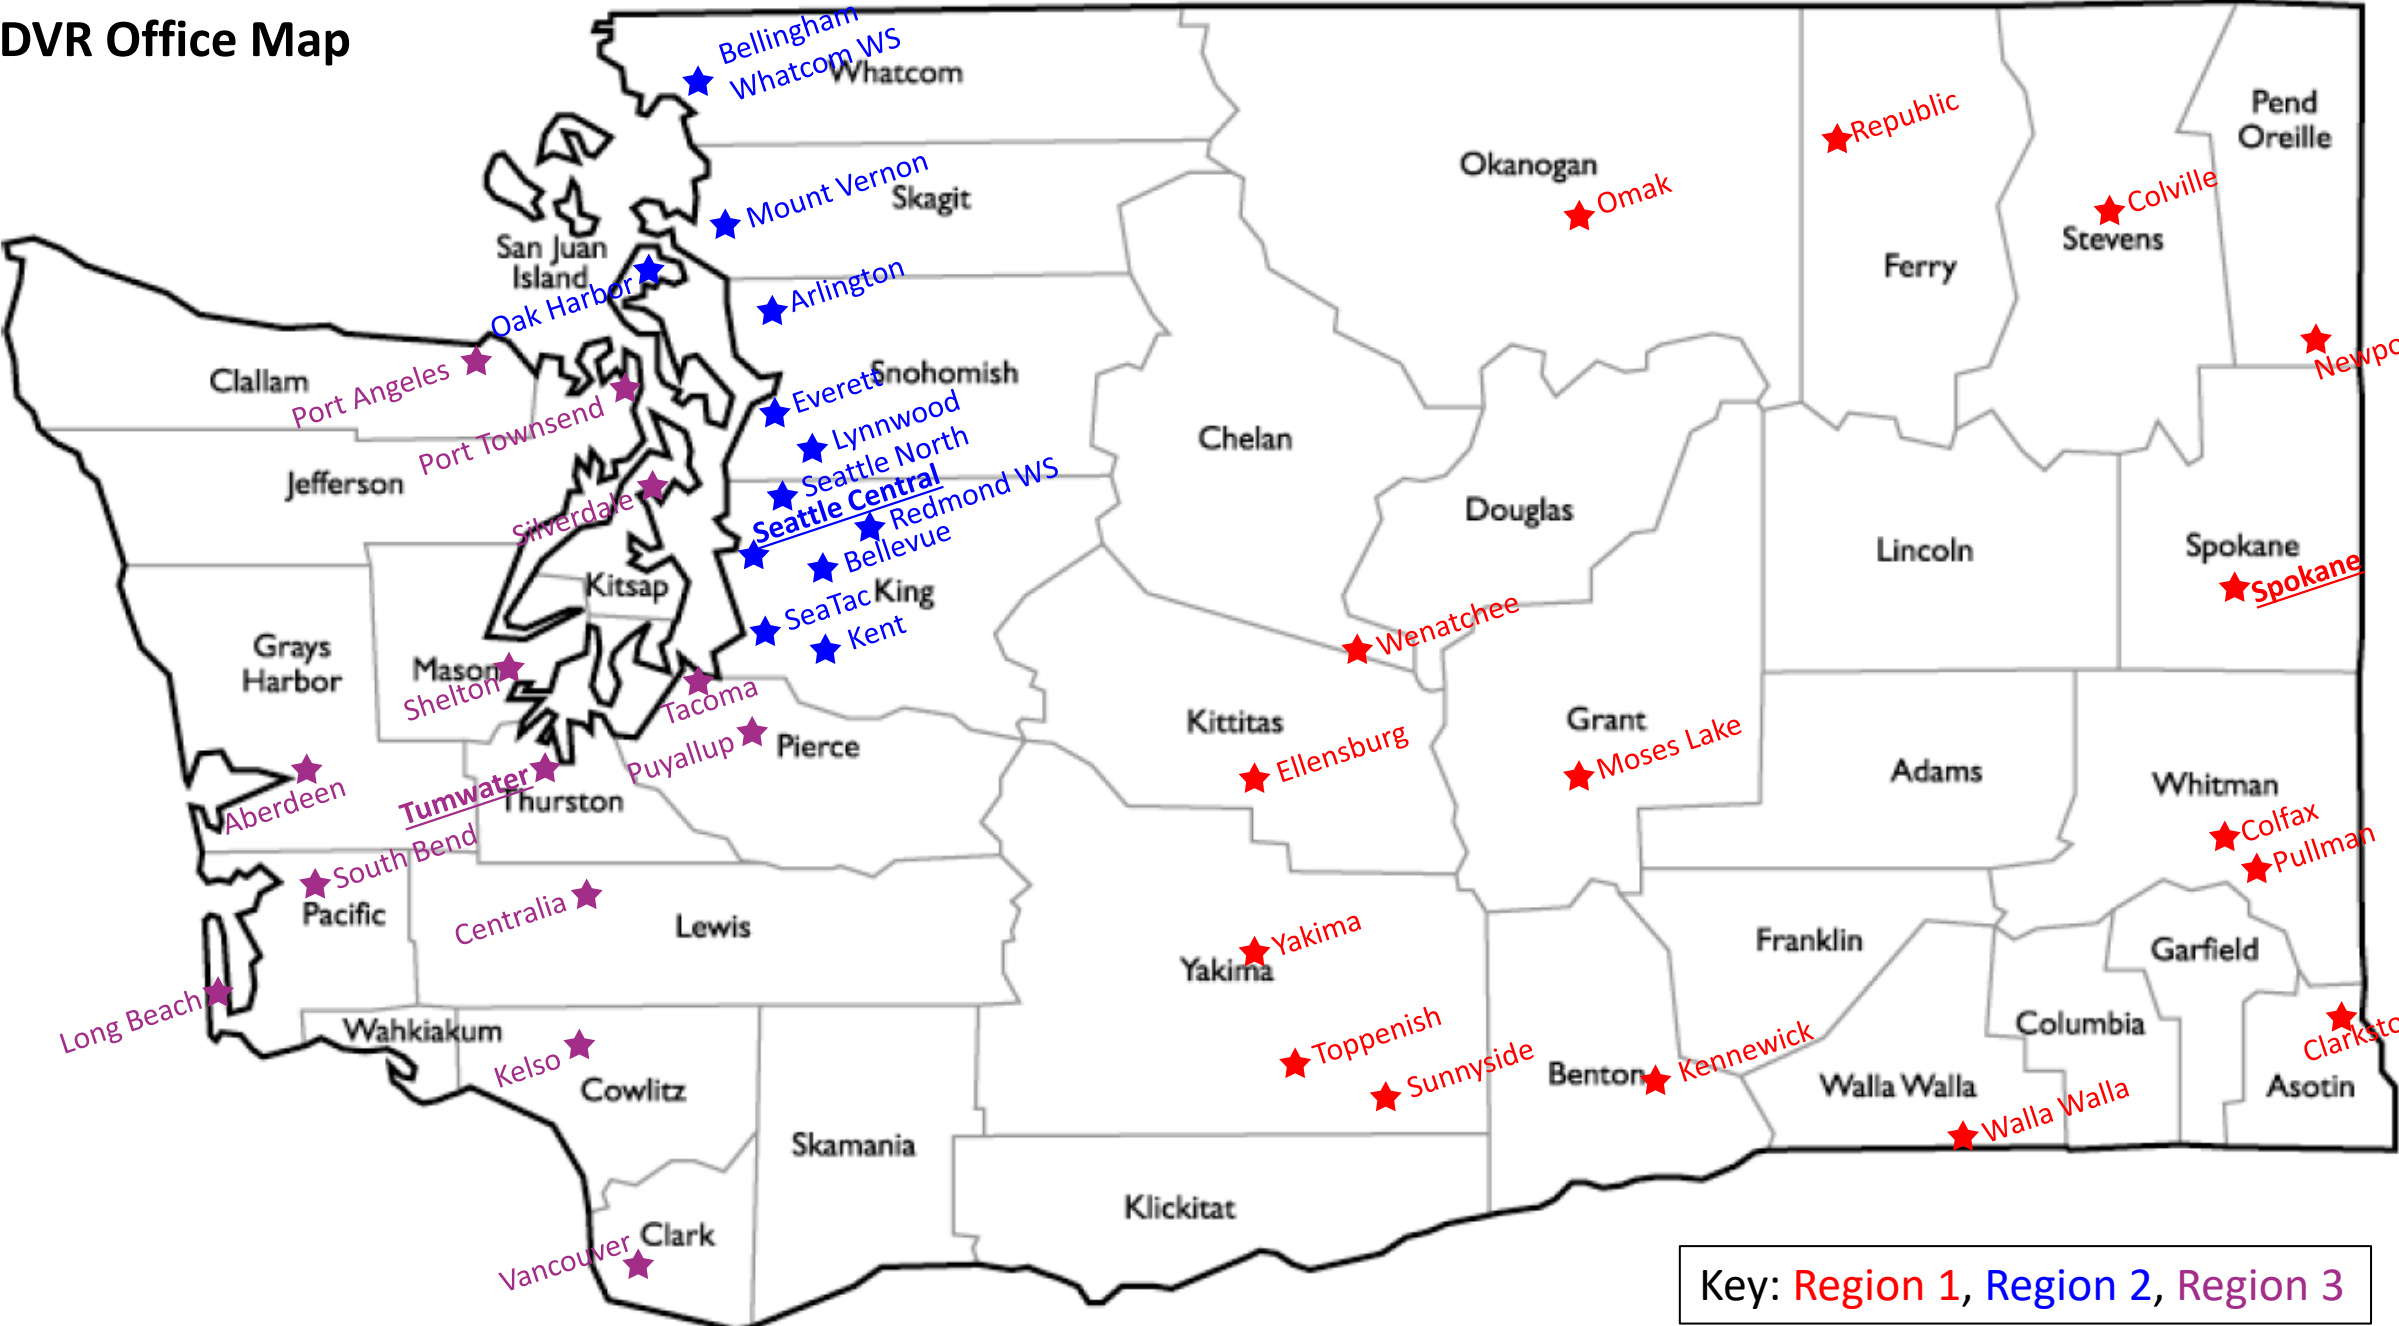 DVR Office Map
Bellingham
Whatcom WS
Whatcom
Pend
Oreille
Republic
Okanogan
Omak
Mount Vernon
Skagit
Colville
Stevens
San Juan
Island
Ferry
Oak Harbor
Arlington
Newpo
Clallam
Port Angeles
Snohomish
Everett
Lynnwood
Port Townsend
Chelan
Seattle North
Jefferson
Seattle Central
Redmond WS
Silverdale
Douglas
Bellevue
Lincoln
Spokane
Spokane
Kitsap
King
SeaTac
Kent
Wenatchee
Grays
Harbor
Mason
Shelton
Tacoma
Puyallup
Pierce
Kittitas
Ellensburg
Grant
Moses Lake
Adams
Whitman
Tumwater
Thurston
Aberdeen
Colfax
Pullman
South Bend
Pacific
Centralia
Lewis
Yakima
Yakima
Franklin
Garfield
Long Beach
Wahkiakum
Kelso
Cowlitz
Toppenish
Sunnyside
Benton
Kennewick
Columbia
Clarksto
Walla Walla
Walla Walla
Asotin
Skamania
Klickitat
Clark
Vancouver
Key: Region 1, Region 2, Region 3